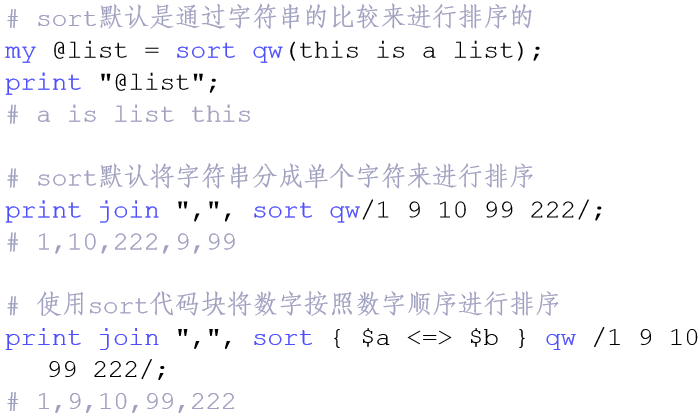 # sort默认是通过字符串的比较来进行排序的
my @list = sort qw(this is a list);
print "@list";
# a is list this
# sort默认将字符串分成单个字符来进行排序
print join ",", sort qw/1 9 10 99 222/;
# 1,10,222,9,99
# 使用sort代码块将数字按照数字顺序进行排序
print join ",", sort { $a <=> $b } qw /1 9 10
99 222/;
# 1,9,10,99,222